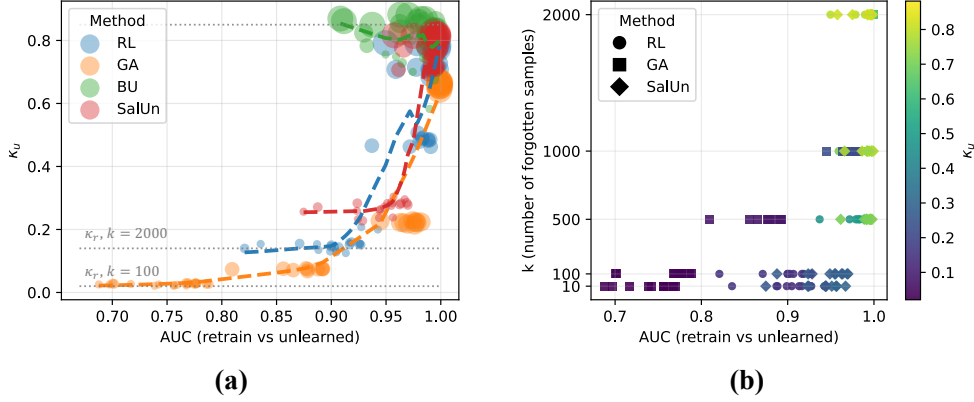 0.8
0.6
0.4
0.2
0.0
κᵤ
Method
RL
GA
BU
SalUn
κᵣ, k = 2000
κᵣ, k = 100
0.70 0.75 0.80 0.85 0.90 0.95 1.00
AUC (retrain vs unlearned)
(a)
2000
1000
500
100
10
k (number of forgotten samples)
Method
RL
GA
SalUn
0.7 0.8 0.9 1.0
AUC (retrain vs unlearned)
0.8
0.7
0.6
0.5
0.4
0.3
0.2
0.1
κᵤ
(b)